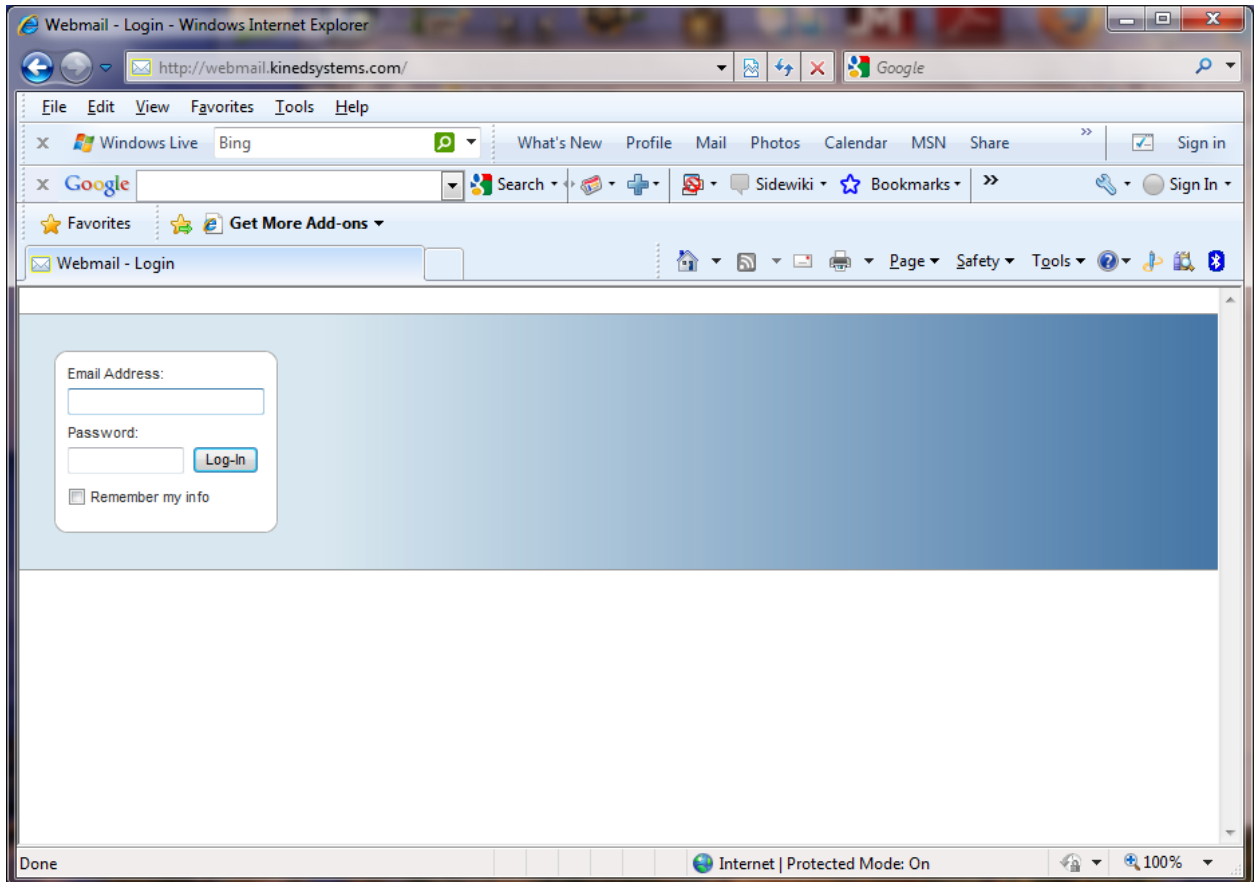 Webmail - Login - Windows Internet Explorer
http://webmail.kinedsystems.com/
Google
File Edit View Favorites Tools Help
x Windows Live Bing What's New Profile Mail Photos Calendar MSN Share » Sign in
x Google Search Sidewiki Bookmarks » Sign In
Favorites Get More Add-ons
Webmail - Login Page Safety Tools
Email Address:
Password:
Log-In
Remember my info
Done Internet | Protected Mode: On 100%